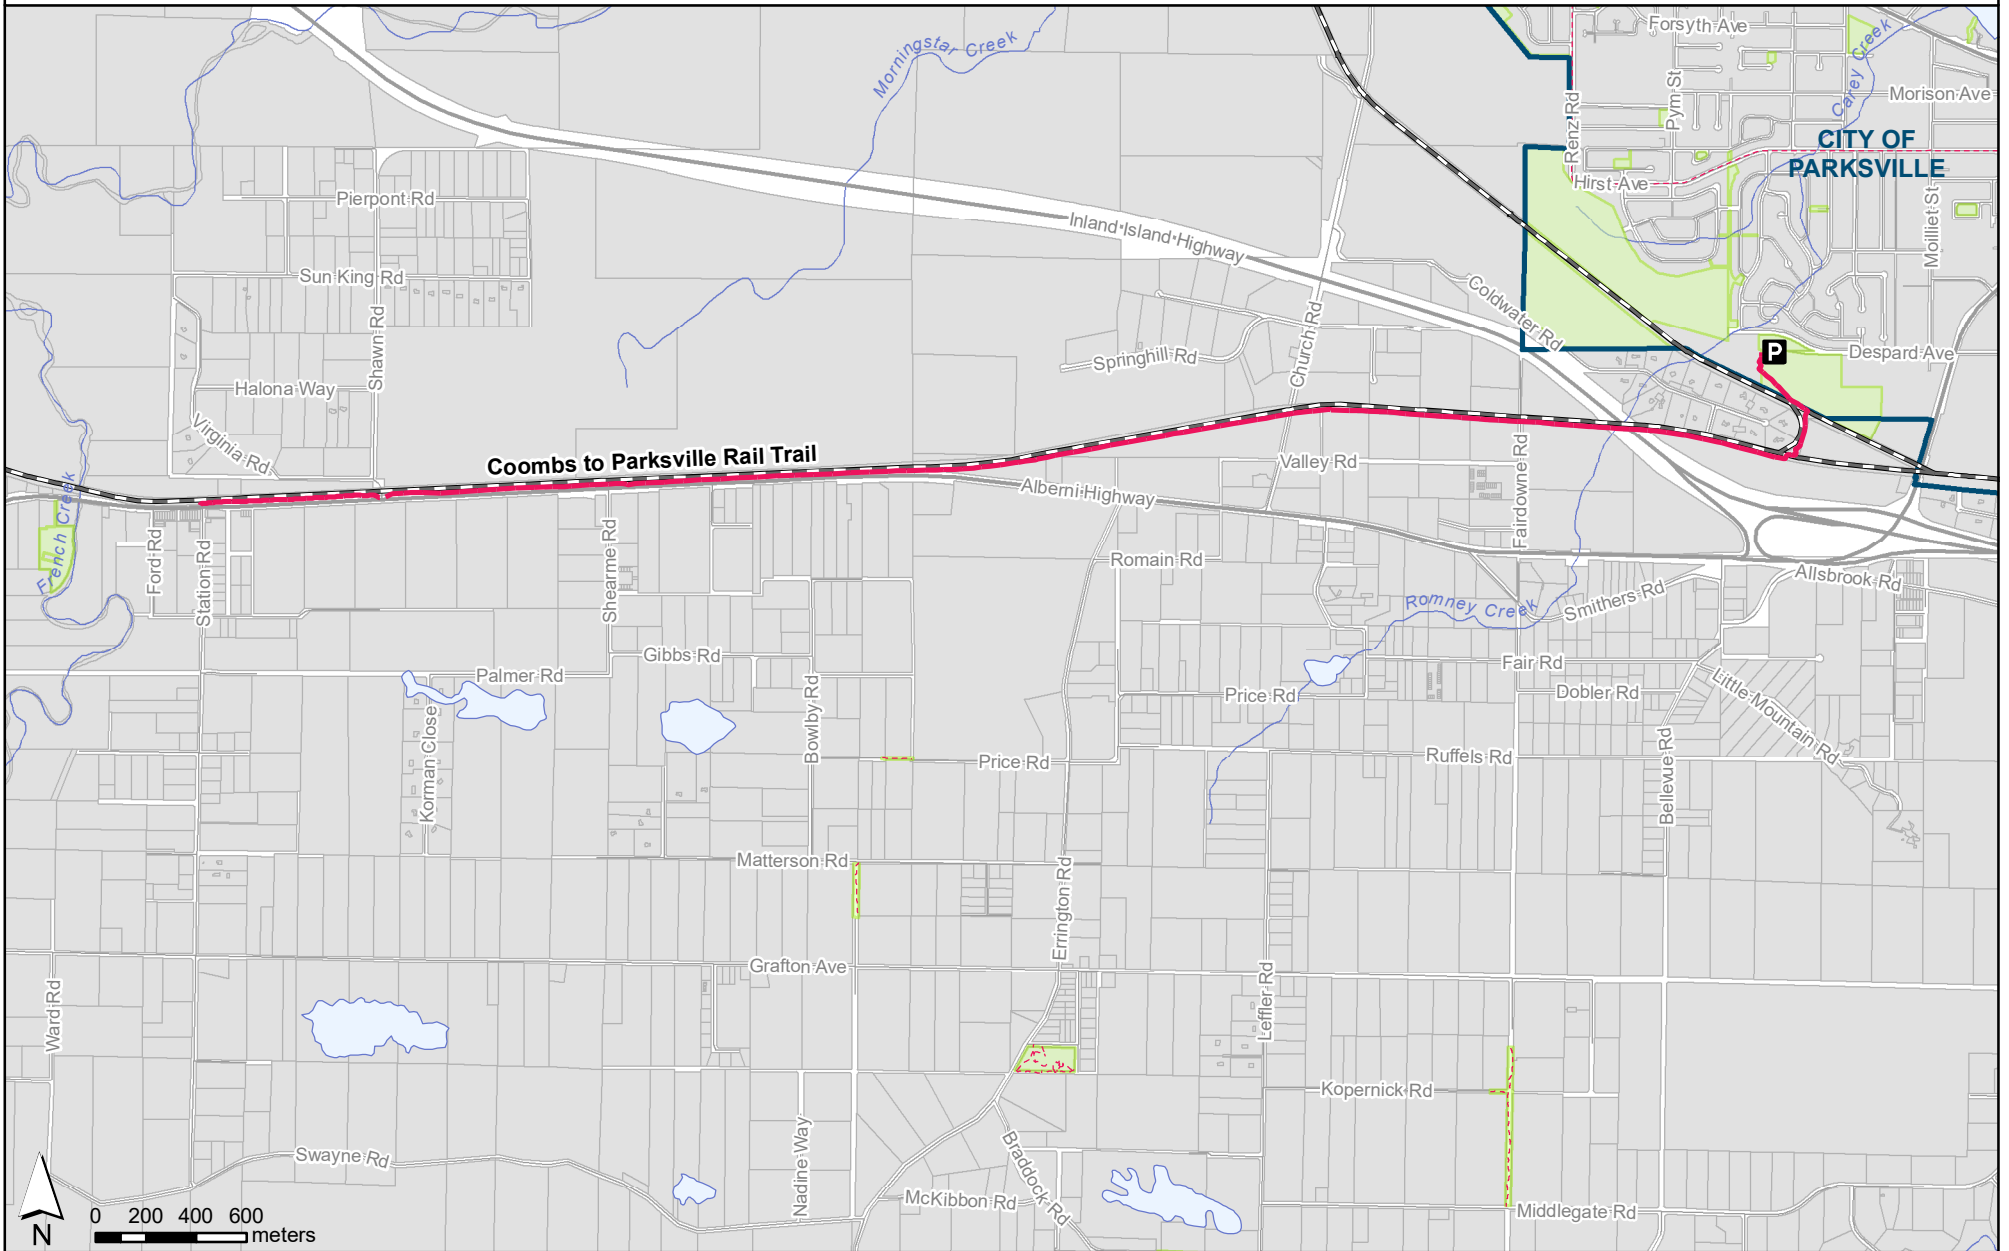 Forsyth Ave
Morningstar Creek
Carey Creek
Morison Ave
Renz Rd
Pym St
CITY OF
PARKSVILLE
Hirst Ave
Moilliet St
Pierpont Rd
Inland Island Highway
Sun King Rd
Coldwater Rd
Shawn Rd
Church Rd
Springhill Rd
P
Despard Ave
Halona Way
Virginia Rd
Coombs to Parksville Rail Trail
Valley Rd
Alberni Highway
Fairdowne Rd
French Creek
Ford Rd
Station Rd
Shearme Rd
Romain Rd
Allsbrook Rd
Romney Creek
Smithers Rd
Gibbs Rd
Fair Rd
Palmer Rd
Price Rd
Dobler Rd
Little Mountain Rd
Korman Close
Bowlby Rd
Price Rd
Ruffels Rd
Bellevue Rd
Matterson Rd
Errington Rd
Grafton Ave
Ward Rd
Leffler Rd
Kopernick Rd
Nadine Way
Braddock Rd
Swayne Rd
McKibbon Rd
Middlegate Rd
N
0 200 400 600
meters